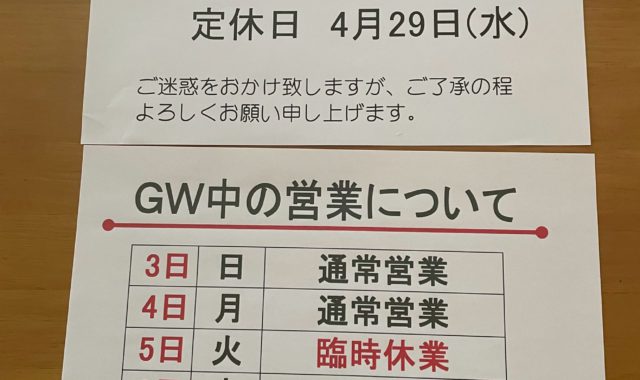 定休日 4月29日(水)
ご迷惑をおかけ致しますが、ご了承の程
よろしくお願い申し上げます。
GW中の営業について
3日 日 通常営業
4日 月 通常営業
5日 火 臨時休業